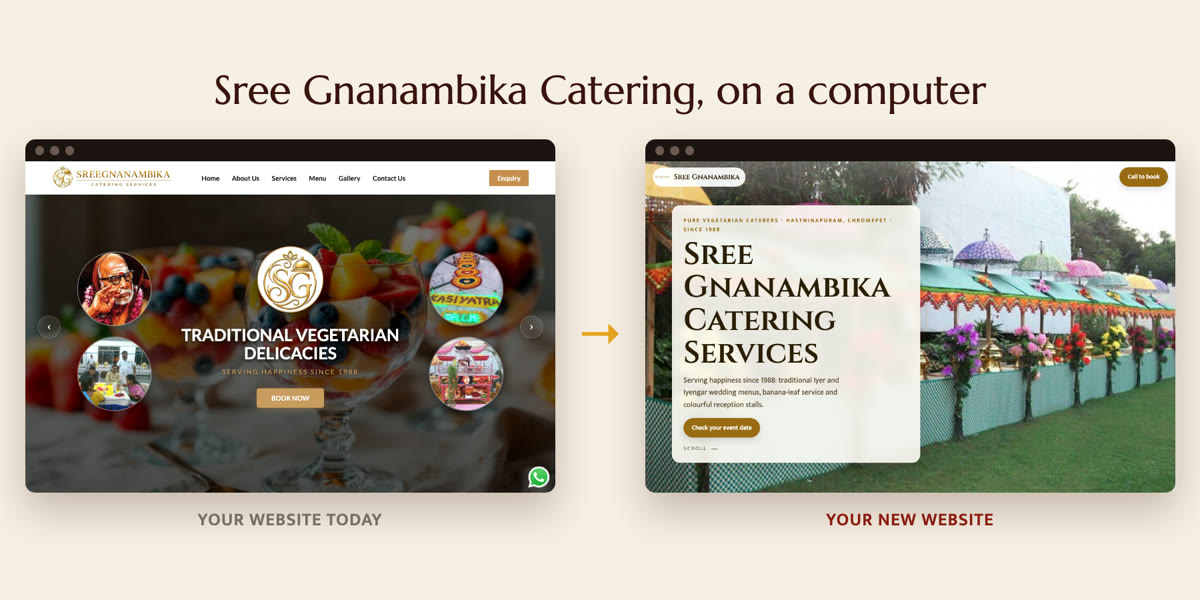 Sree Gnanambika Catering, on a computer
SREEGNANAMBIKA
CATERING SERVICES
Home About Us Services Menu Gallery Contact Us
Enquiry
SG
KASIYATRA
TRADITIONAL VEGETARIAN
DELICACIES
SERVING HAPPINESS SINCE 1988
BOOK NOW
YOUR WEBSITE TODAY
SREE GNANAMBIKA
Call to book
PURE VEGETARIAN CATERERS · HASTHINAPURAM, CHROMEPET ·
SINCE 1988
SREE
GNANAMBIKA
CATERING
SERVICES
Serving happiness since 1988: traditional Iyer and
Iyengar wedding menus, banana-leaf service and
colourful reception stalls.
Check your event date
SCROLL —
YOUR NEW WEBSITE